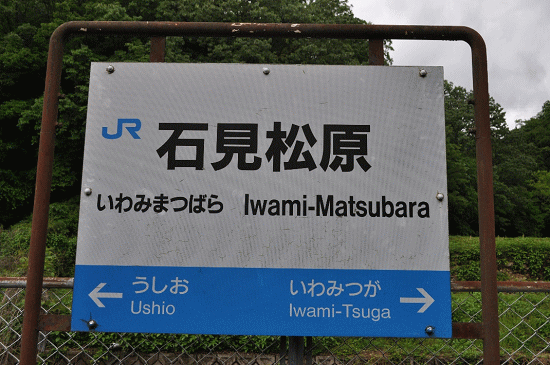 JR 石見松原
いわみまつばら Iwami-Matsubara
← うしお いわみつが →
Ushio Iwami-Tsuga